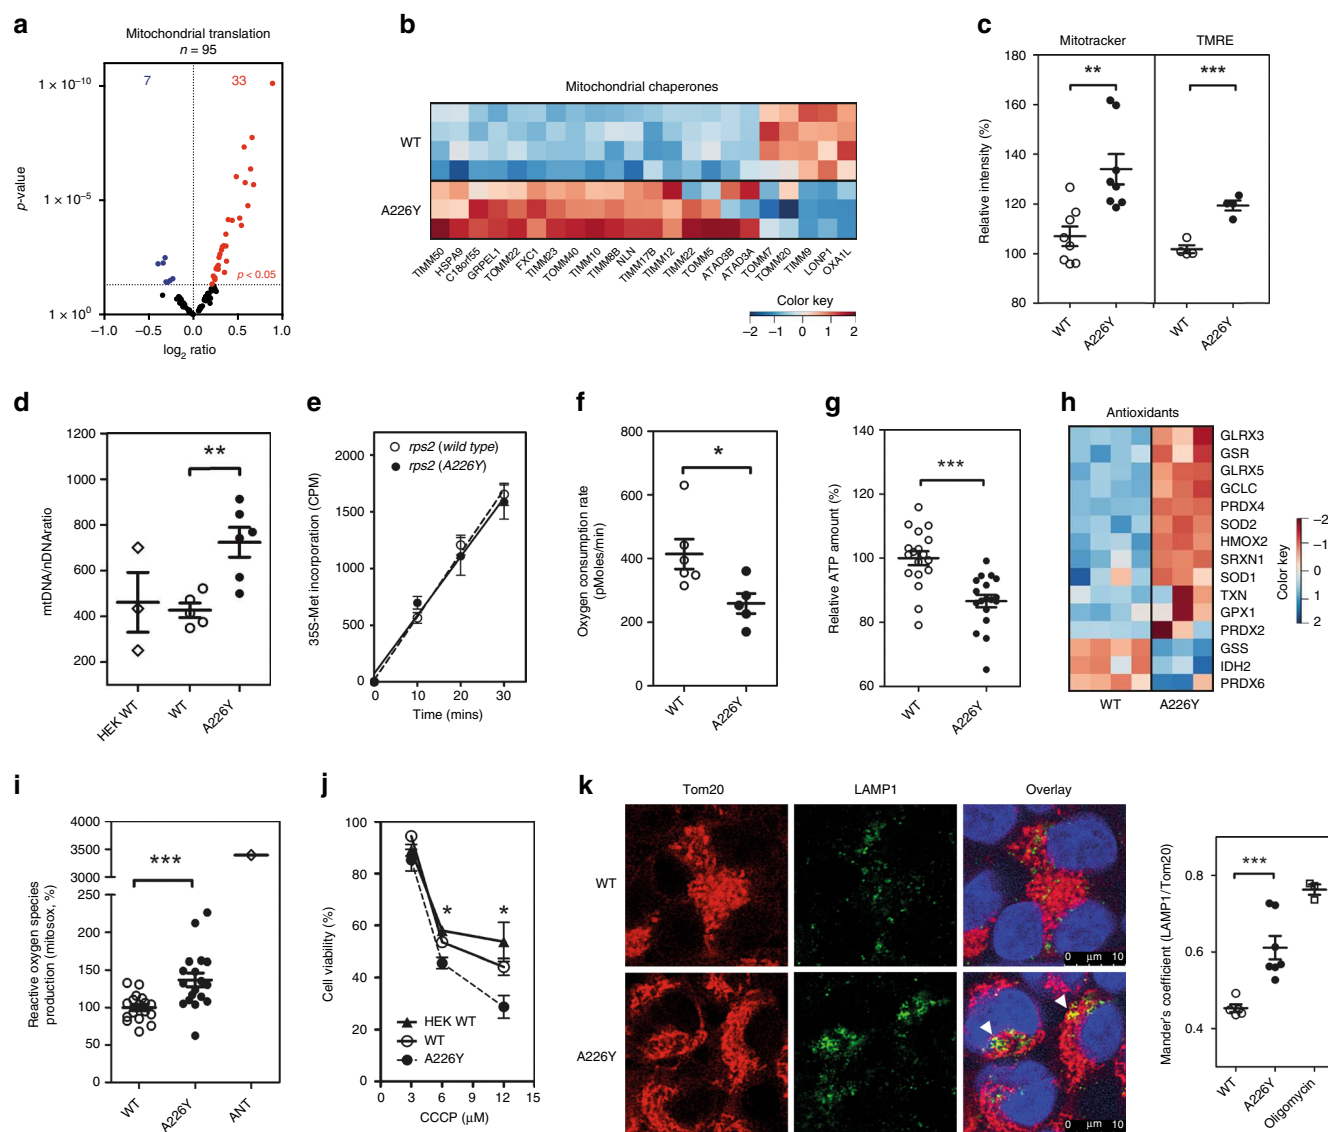 a
Mitochondrial translation
n = 95
7
33
1 × 10⁻¹⁰
1 × 10⁻⁵
1 × 10⁰
p-value
p < 0.05
−1.0
−0.5
0.0
0.5
1.0
log₂ ratio
b
Mitochondrial chaperones
WT
A226Y
TIMM50
HSPA9
C18orf55
GRPEL1
TOMM22
FXC1
TIMM23
TOMM40
TIMM10
TIMM8B
NLN
TIMM17B
TIMM12
TIMM22
TOMM5
ATAD3B
ATAD3A
TOMM7
TOMM20
TIMM9
LONP1
OXA1L
Color key
−2 −1 0 1 2
c
Mitotracker
TMRE
**
***
Relative intensity (%)
180
160
140
120
100
80
WT
A226Y
WT
A226Y
d
mtDNA/nDNAratio
1200
1000
800
600
400
200
**
HEK WT
WT
A226Y
e
35S-Met incorporation (CPM)
2000
1500
1000
500
0
rps2 (wild type)
rps2 (A226Y)
0
10
20
30
Time (mins)
f
Oxygen consumption rate
(pMoles/min)
800
600
400
200
0
*
WT
A226Y
g
Relative ATP amount (%)
140
120
100
80
60
***
WT
A226Y
h
Antioxidants
GLRX3
GSR
GLRX5
GCLC
PRDX4
SOD2
HMOX2
SRXN1
SOD1
TXN
GPX1
PRDX2
GSS
IDH2
PRDX6
WT
A226Y
Color key
−2
−1
0
1
2
i
Reactive oxygen species
production (mitosox, %)
4000
3500
3000
250
200
150
100
50
0
***
WT
A226Y
ANT
j
Cell viability (%)
100
80
60
40
20
0
*
*
HEK WT
WT
A226Y
0
3
6
9
12
15
CCCP (μM)
k
Tom20
LAMP1
Overlay
WT
A226Y
0 μm 10
0 μm 10
Mander's coefficient (LAMP1/Tom20)
0.8
0.6
0.4
***
WT
A226Y
Oligomycin